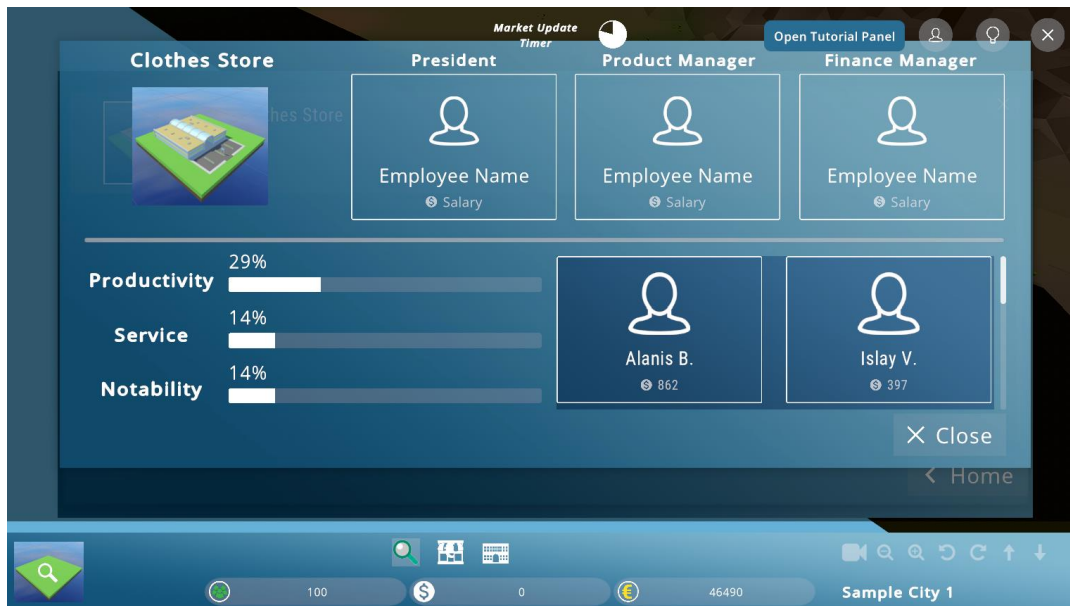 Market Update
Timer
Open Tutorial Panel
Clothes Store
President
Product Manager
Finance Manager
hes Store
Employee Name
Salary
Employee Name
Salary
Employee Name
Salary
Productivity
29%
Service
14%
Notability
14%
Alanis B.
862
Islay V.
397
Close
Home
100
0
46490
Sample City 1